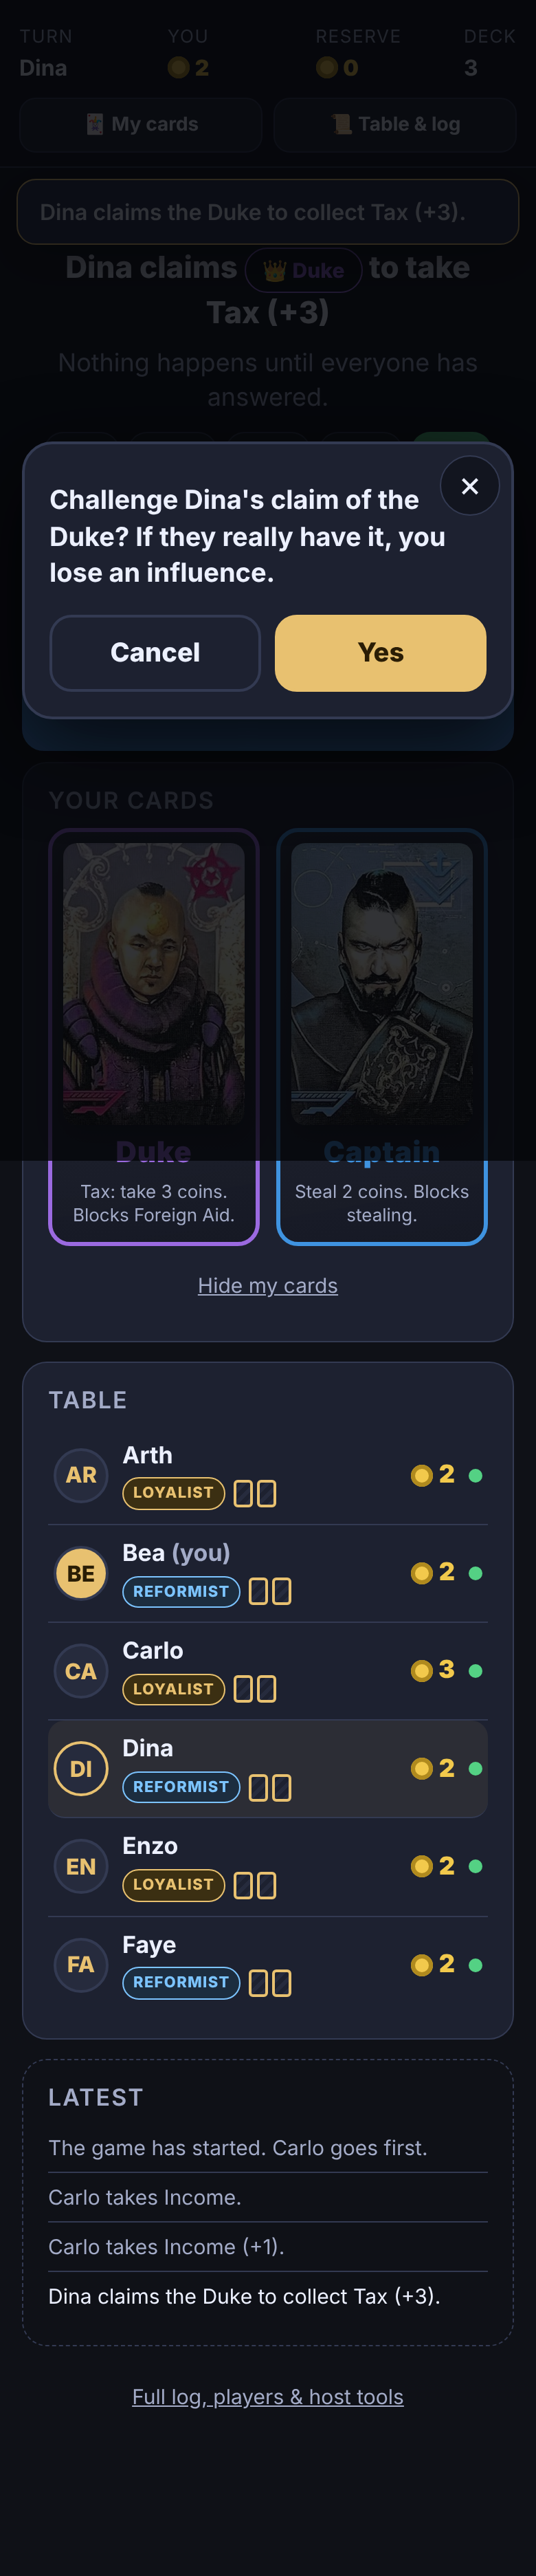 TURN YOU RESERVE DECK
Dina 2 0 3
My cards Table & log
Dina claims the Duke to collect Tax (+3).
Dina claims Duke to take
Tax (+3)
Nothing happens until everyone has
answered.
Challenge Dina's claim of the
Duke? If they really have it, you
lose an influence.
Cancel Yes
YOUR CARDS
Duke Captain
Tax: take 3 coins. Steal 2 coins. Blocks
Blocks Foreign Aid. stealing.
Hide my cards
TABLE
AR Arth 2
LOYALIST
BE Bea (you) 2
REFORMIST
CA Carlo 3
LOYALIST
DI Dina 2
REFORMIST
EN Enzo 2
LOYALIST
FA Faye 2
REFORMIST
LATEST
The game has started. Carlo goes first.
Carlo takes Income.
Carlo takes Income (+1).
Dina claims the Duke to collect Tax (+3).
Full log, players & host tools